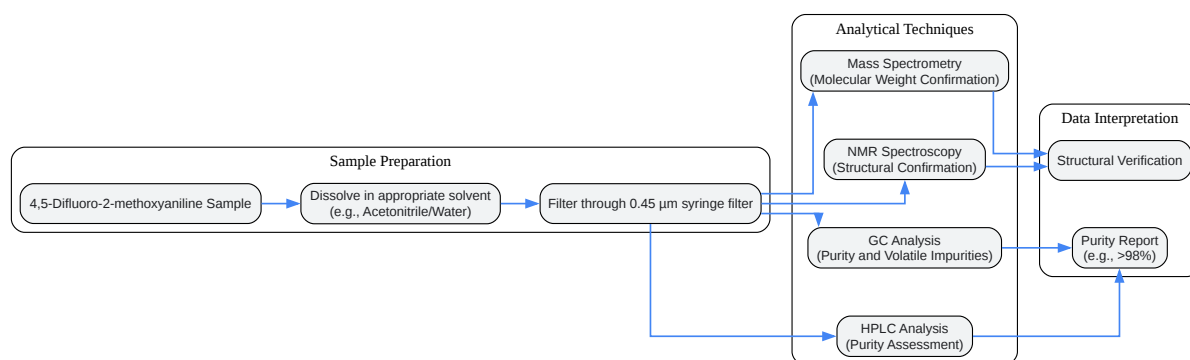 Analytical Techniques
Mass Spectrometry
(Molecular Weight Confirmation)
Data Interpretation
Sample Preparation
NMR Spectroscopy
(Structural Confirmation)
Structural Verification
4,5-Difluoro-2-methoxyaniline Sample
Dissolve in appropriate solvent
(e.g., Acetonitrile/Water)
Filter through 0.45 µm syringe filter
GC Analysis
(Purity and Volatile Impurities)
Purity Report
(e.g., >98%)
HPLC Analysis
(Purity Assessment)